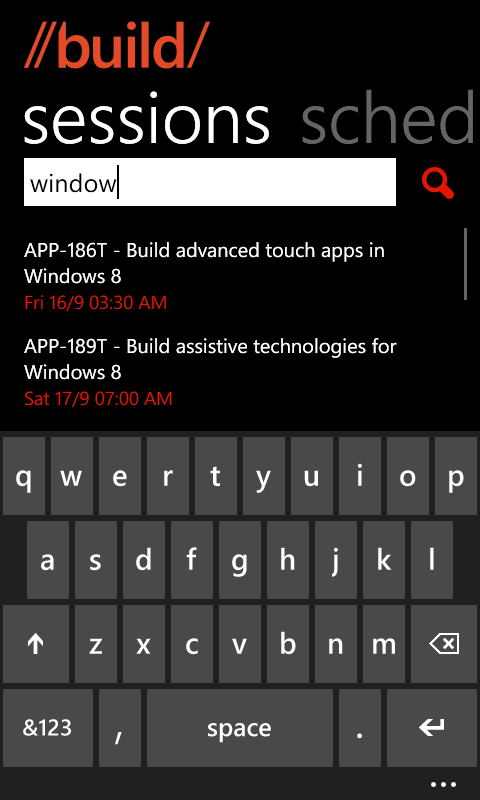 //build/
sessions sched
window
APP-186T - Build advanced touch apps in
Windows 8
Fri 16/9 03:30 AM
APP-189T - Build assistive technologies for
Windows 8
Sat 17/9 07:00 AM
q w e r t y u i o p
a s d f g h j k l
z x c v b n m
&123 , space .